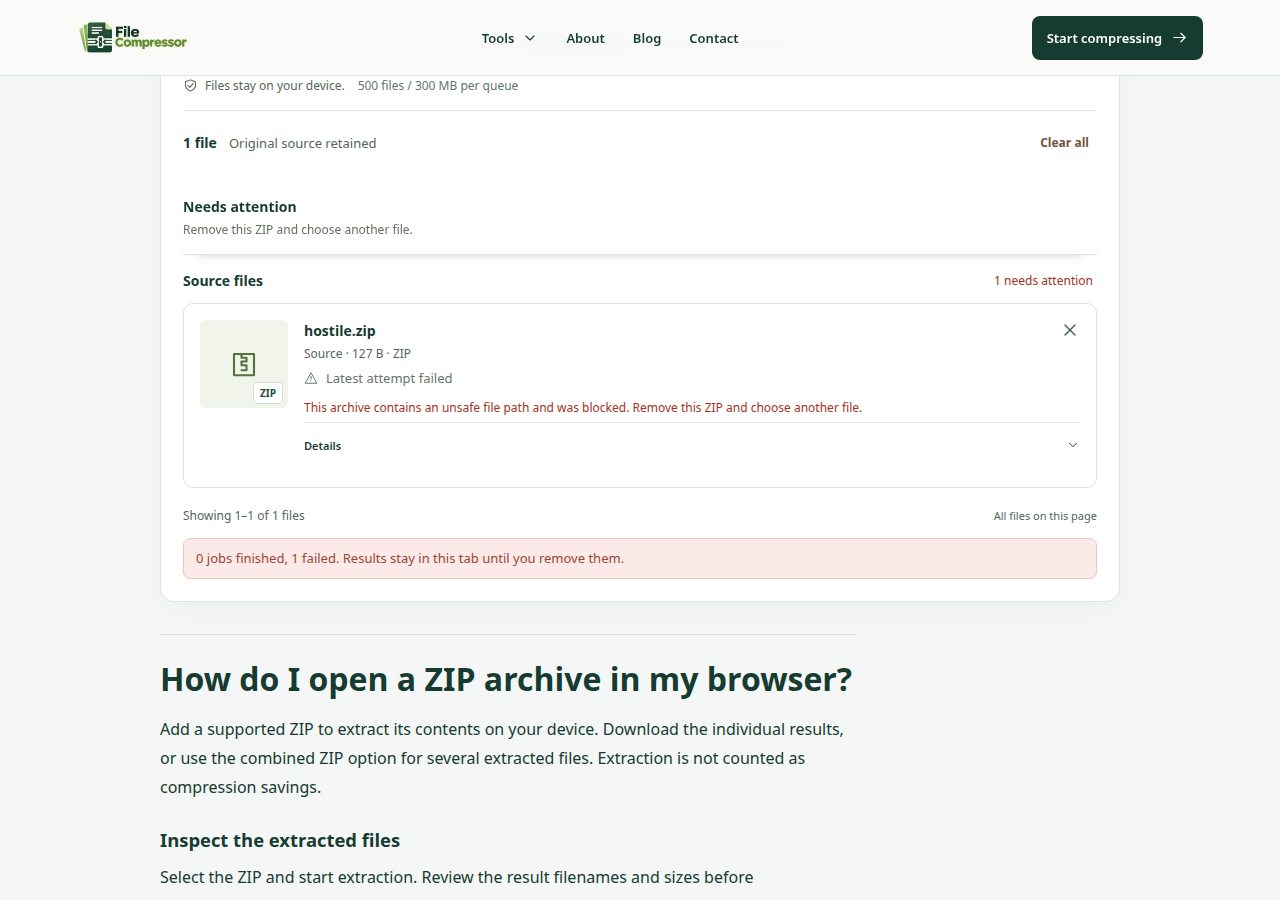 File
Compressor
Tools
About
Blog
Contact
Start compressing
Files stay on your device. 500 files / 300 MB per queue
1 file Original source retained
Clear all
Needs attention
Remove this ZIP and choose another file.
Source files
1 needs attention
ZIP
hostile.zip
Source · 127 B · ZIP
Latest attempt failed
This archive contains an unsafe file path and was blocked. Remove this ZIP and choose another file.
Details
Showing 1–1 of 1 files
All files on this page
0 jobs finished, 1 failed. Results stay in this tab until you remove them.
How do I open a ZIP archive in my browser?
Add a supported ZIP to extract its contents on your device. Download the individual results,
or use the combined ZIP option for several extracted files. Extraction is not counted as
compression savings.
Inspect the extracted files
Select the ZIP and start extraction. Review the result filenames and sizes before